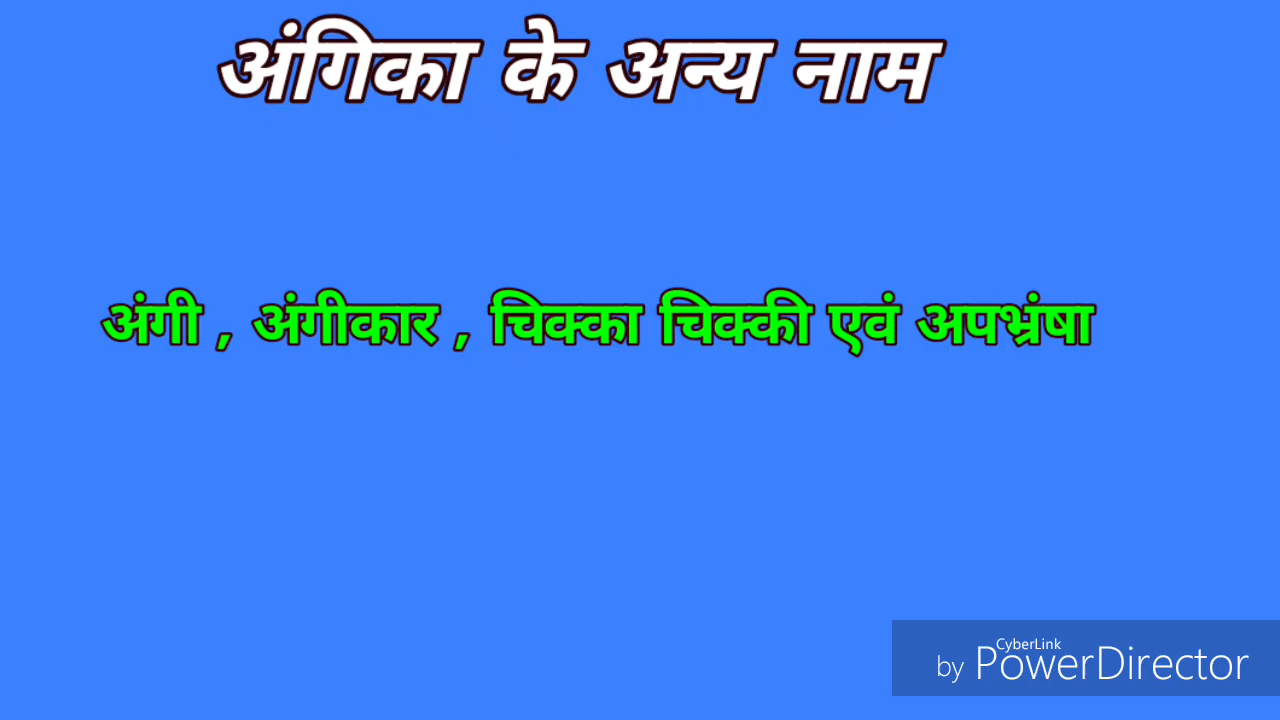 अंगिका के अन्य नाम
अंगी , अंगीकार , चिक्का चिक्की एवं अपभ्रंषा
CyberLink
by PowerDirector